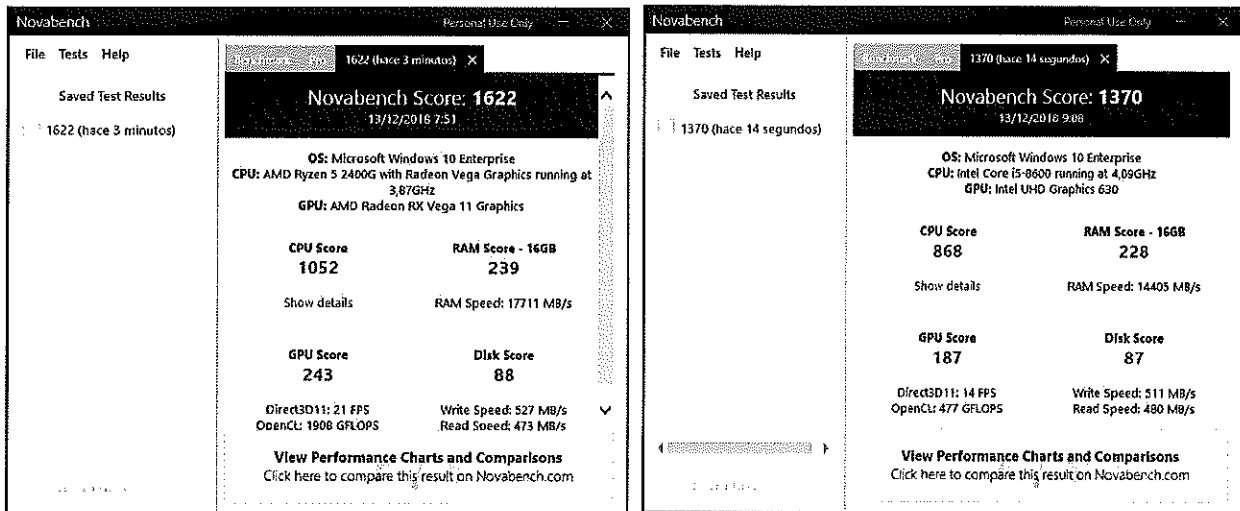 Novabench
Personal Use Only
File Tests Help
Benchmark Pro 1622 (hace 3 minutos) X
Saved Test Results
1622 (hace 3 minutos)
Novabench Score: 1622
13/12/2018 7:51
OS: Microsoft Windows 10 Enterprise
CPU: AMD Ryzen 5 2400G with Radeon Vega Graphics running at
3,87GHz
GPU: AMD Radeon RX Vega 11 Graphics
CPU Score RAM Score - 16GB
1052 239
Show details RAM Speed: 17711 MB/s
GPU Score Disk Score
243 88
Direct3D11: 21 FPS Write Speed: 527 MB/s
OpenCL: 1908 GFLOPS Read Speed: 473 MB/s
View Performance Charts and Comparisons
Click here to compare this result on Novabench.com
Novabench
Personal Use Only
File Tests Help
Benchmark Pro 1370 (hace 14 segundos) X
Saved Test Results
1370 (hace 14 segundos)
Novabench Score: 1370
13/12/2018 9:08
OS: Microsoft Windows 10 Enterprise
CPU: Intel Core i5-8600 running at 4,09GHz
GPU: Intel UHD Graphics 630
CPU Score RAM Score - 16GB
868 228
Show details RAM Speed: 14405 MB/s
GPU Score Disk Score
187 87
Direct3D11: 14 FPS Write Speed: 511 MB/s
OpenCL: 477 GFLOPS Read Speed: 480 MB/s
View Performance Charts and Comparisons
Click here to compare this result on Novabench.com